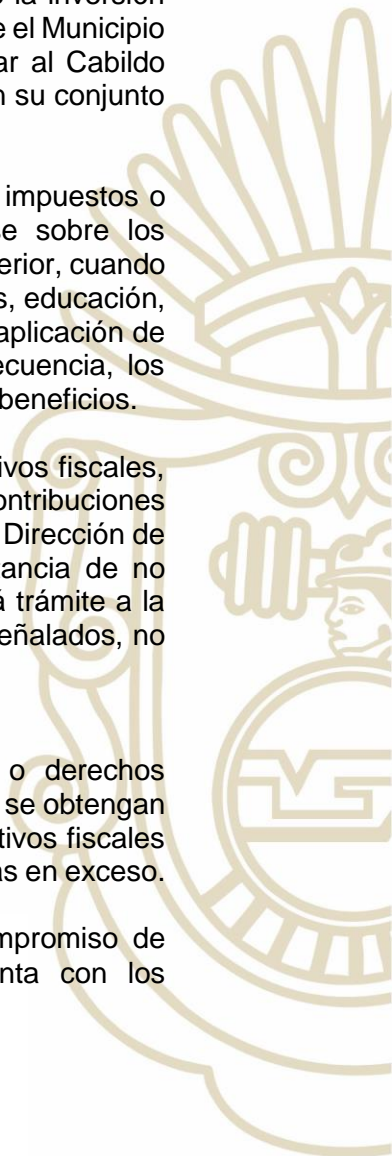 la inversión
e el Municipio
ar al Cabildo
n su conjunto
impuestos o
se sobre los
erior, cuando
s, educación,
aplicación de
ecuencia, los
beneficios.
ivos fiscales,
ontribuciones
Dirección de
tancia de no
á trámite a la
eñalados, no
o derechos
se obtengan
tivos fiscales
as en exceso.
mpromiso de
nta con los